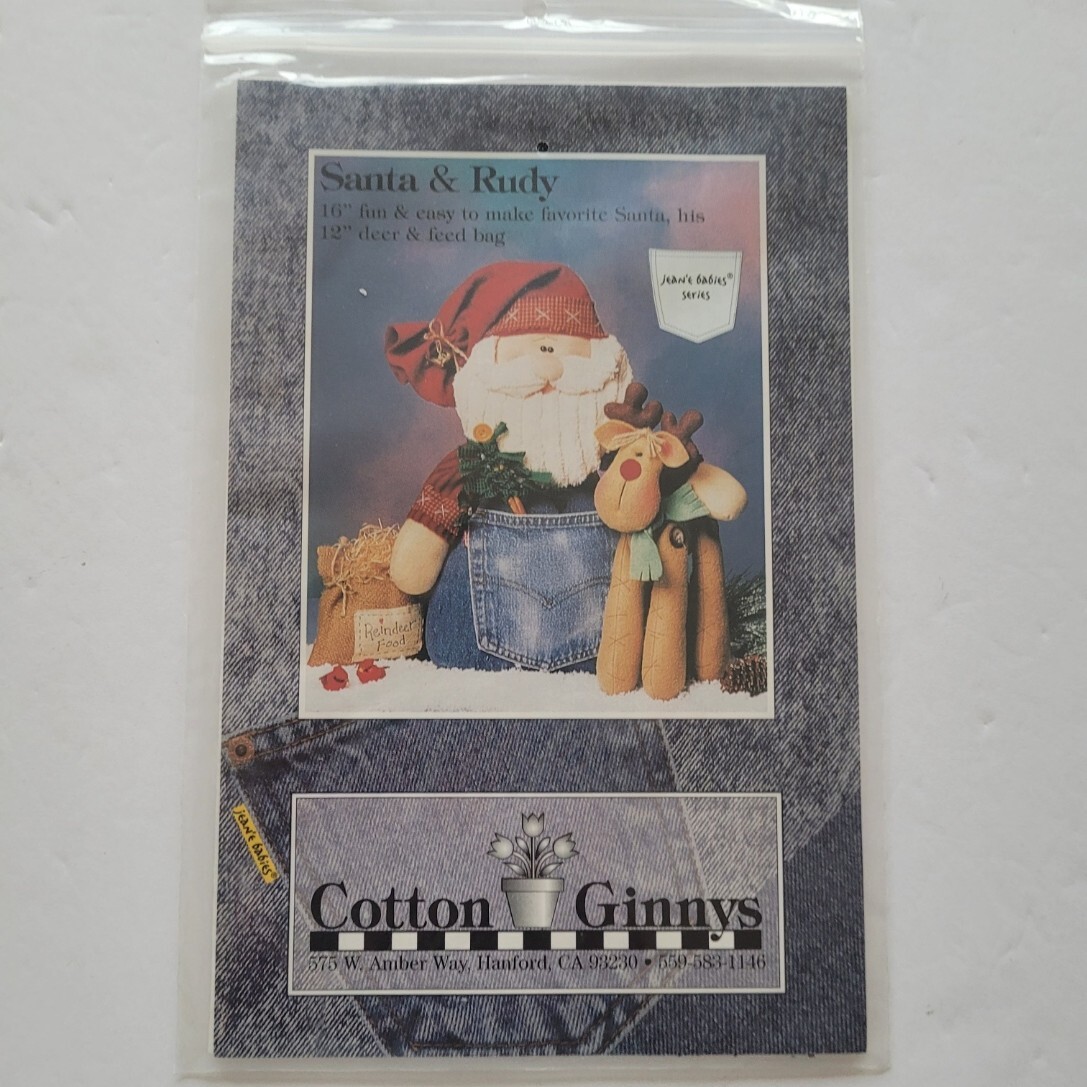 Santa & Rudy
16" fun & easy to make favorite Santa, his
12" deer & feed bag
JEAN'E BABIES®
SERIES
Reindeer
Food
JEAN'E BABIES®
Cotton Ginnys
575 W. Amber Way, Hanford, CA 93230 • 559-583-1146